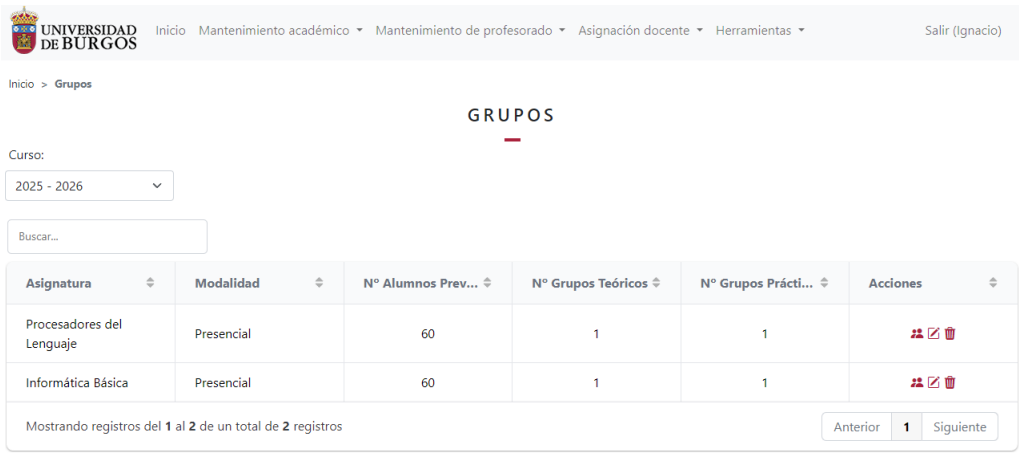 UNIVERSIDAD
DE BURGOS
Inicio Mantenimiento académico Mantenimiento de profesorado Asignación docente Herramientas Salir (Ignacio)
Inicio > Grupos
GRUPOS
Curso:
2025 - 2026
Buscar...
Asignatura Modalidad Nº Alumnos Prev... Nº Grupos Teóricos Nº Grupos Prácti... Acciones
Procesadores del
Lenguaje
Presencial 60 1 1
Informática Básica Presencial 60 1 1
Mostrando registros del 1 al 2 de un total de 2 registros
Anterior 1 Siguiente